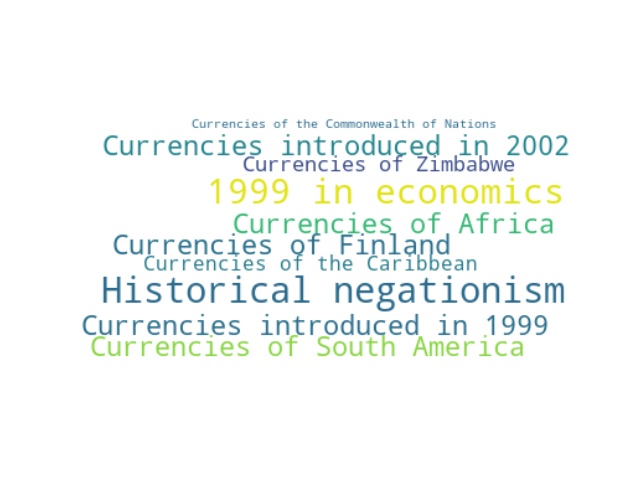 Currencies of the Commonwealth of Nations
Currencies introduced in 2002
Currencies of Zimbabwe
1999 in economics
Currencies of Africa
Currencies of Finland
Currencies of the Caribbean
Historical negationism
Currencies introduced in 1999
Currencies of South America